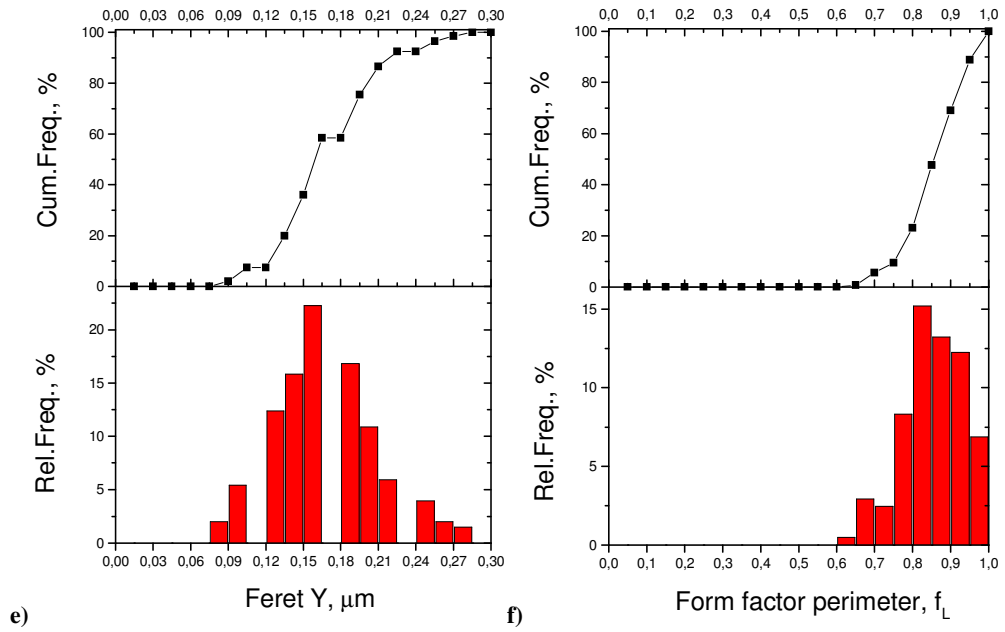 0,00 0,03 0,06 0,09 0,12 0,15 0,18 0,21 0,24 0,27 0,30
100
80
60
40
20
0
Cum.Freq., %
20
15
10
5
0
Rel.Freq., %
0,00 0,03 0,06 0,09 0,12 0,15 0,18 0,21 0,24 0,27 0,30
Feret Y, μm
e)
0,0 0,1 0,2 0,3 0,4 0,5 0,6 0,7 0,8 0,9 1,0
100
80
60
40
20
0
Cum.Freq., %
15
10
5
0
Rel.Freq., %
0,0 0,1 0,2 0,3 0,4 0,5 0,6 0,7 0,8 0,9 1,0
Form factor perimeter, f_L
f)